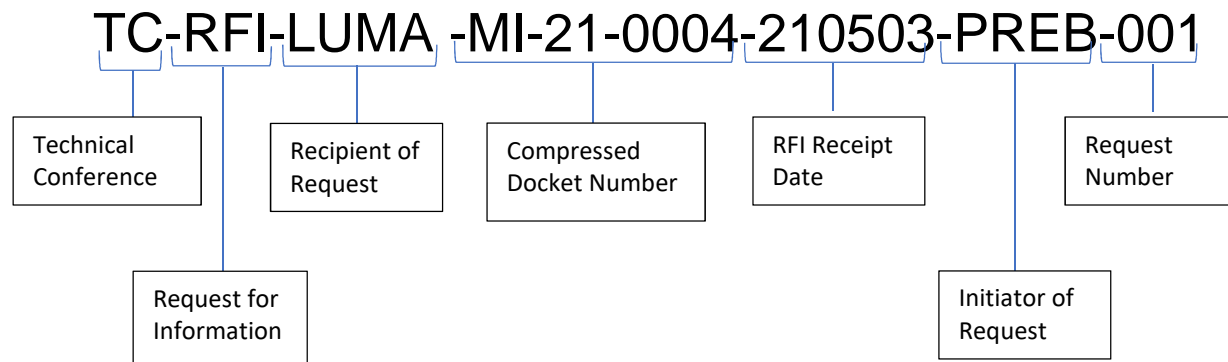 TC-RFI-LUMA -MI-21-0004-210503-PREB-001
Technical
Conference
Recipient of
Request
Compressed
Docket Number
RFI Receipt
Date
Request
Number
Request for
Information
Initiator of
Request